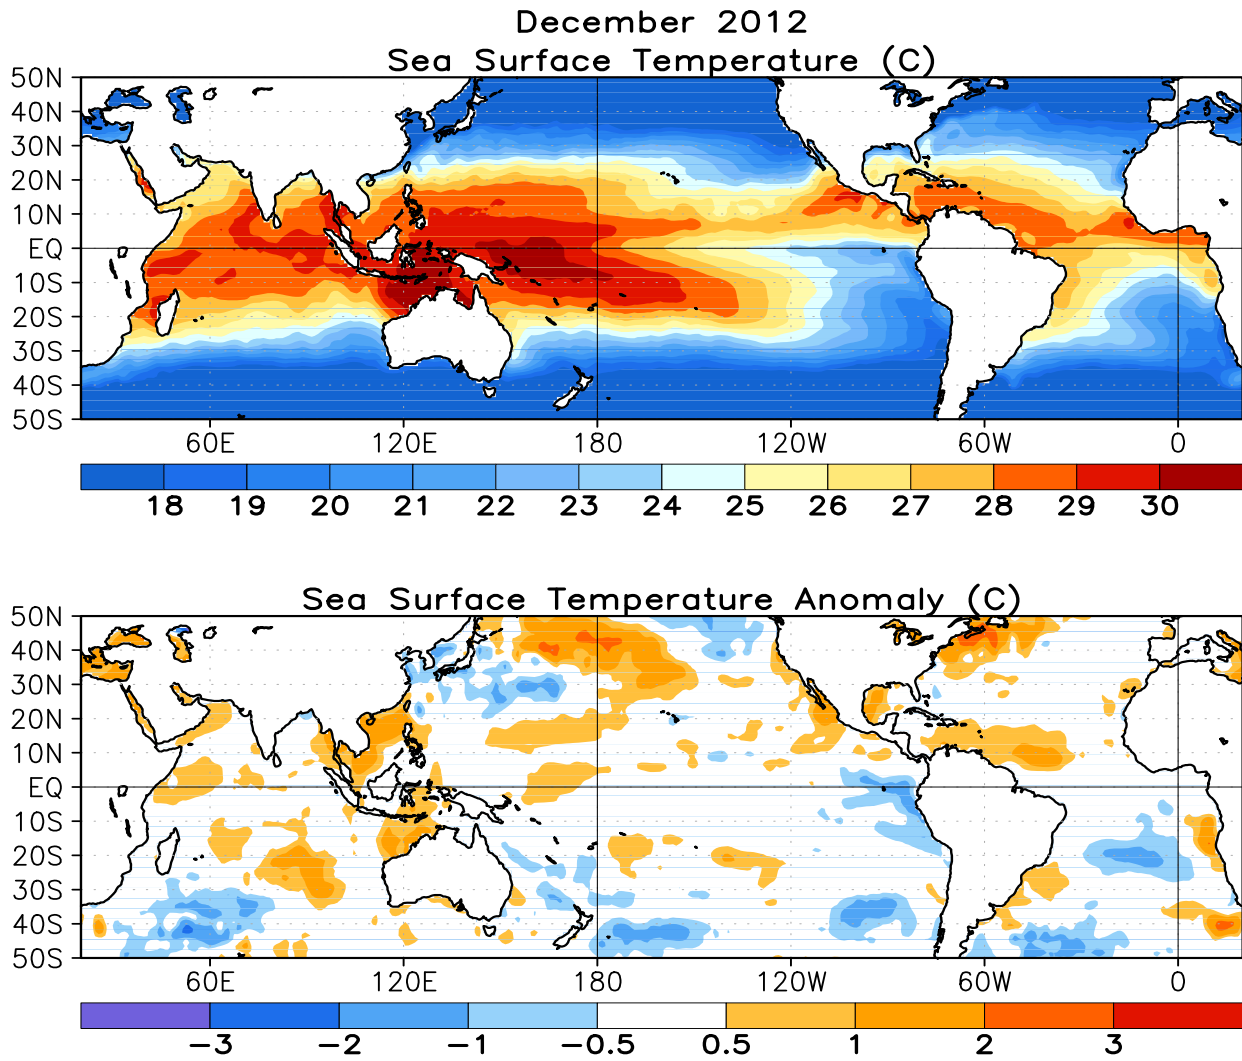 December 2012
Sea Surface Temperature (C)
50N
40N
30N
20N
10N
EQ
10S
20S
30S
40S
50S
60E 120E 180 120W 60W 0
18 19 20 21 22 23 24 25 26 27 28 29 30
Sea Surface Temperature Anomaly (C)
50N
40N
30N
20N
10N
EQ
10S
20S
30S
40S
50S
60E 120E 180 120W 60W 0
−3 −2 −1 −0.5 0.5 1 2 3